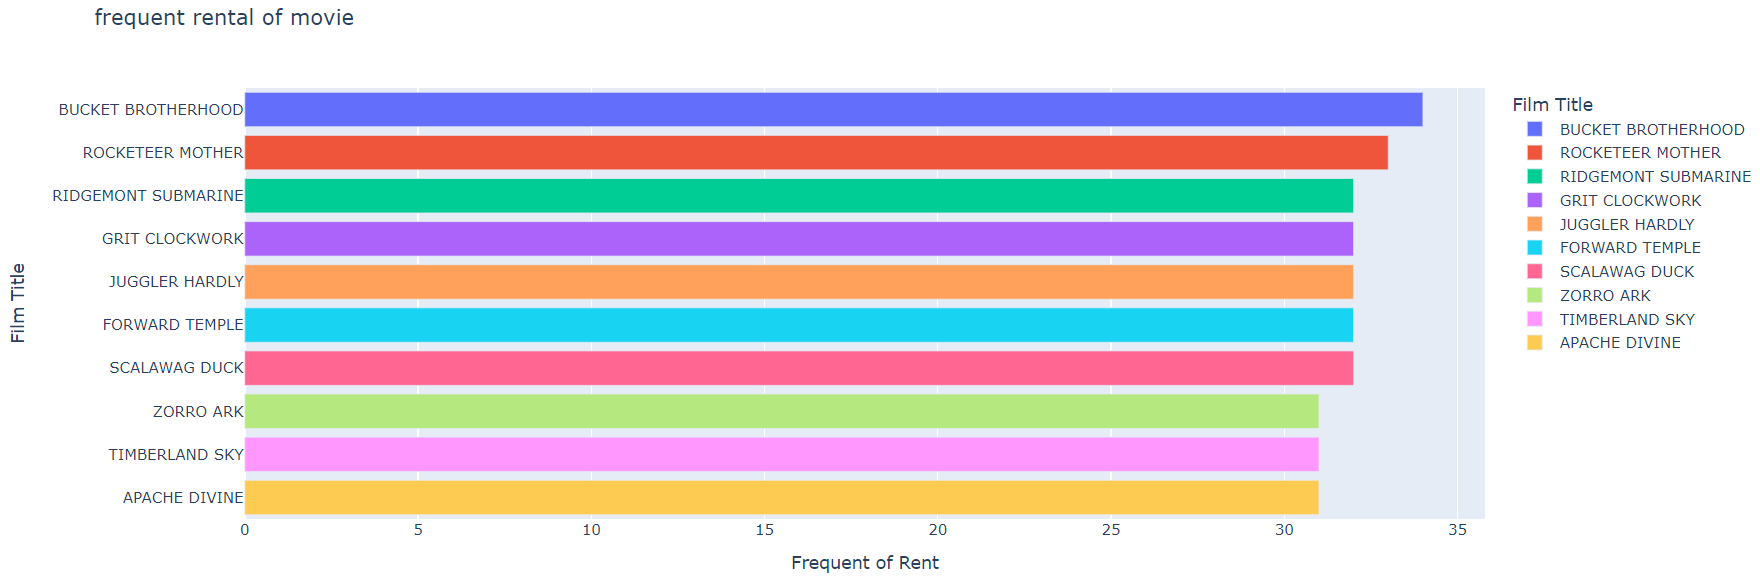 frequent rental of movie
Film Title
BUCKET BROTHERHOOD
ROCKETEER MOTHER
RIDGEMONT SUBMARINE
GRIT CLOCKWORK
JUGGLER HARDLY
FORWARD TEMPLE
SCALAWAG DUCK
ZORRO ARK
TIMBERLAND SKY
APACHE DIVINE
0 5 10 15 20 25 30 35
Frequent of Rent
Film Title
BUCKET BROTHERHOOD
ROCKETEER MOTHER
RIDGEMONT SUBMARINE
GRIT CLOCKWORK
JUGGLER HARDLY
FORWARD TEMPLE
SCALAWAG DUCK
ZORRO ARK
TIMBERLAND SKY
APACHE DIVINE